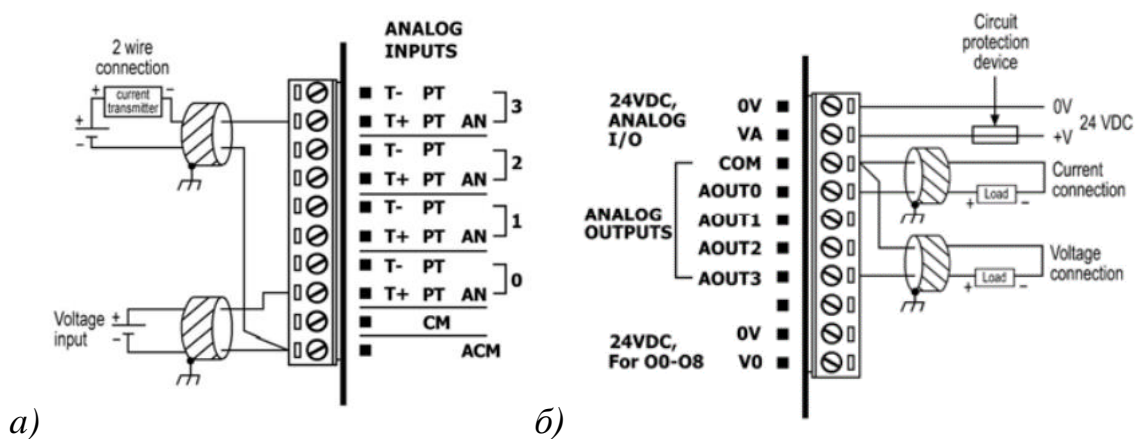 ANALOG
INPUTS
2 wire
connection
+ current − transmitter
+
−
T- PT
T+ PT AN
3
T- PT
T+ PT AN
2
T- PT
T+ PT AN
1
T- PT
T+ PT AN
0
CM
ACM
Voltage
input
+
−
а)
Circuit
protection
device
24VDC,
ANALOG
I/O
0V
VA
COM
AOUT0
AOUT1
AOUT2
AOUT3
ANALOG
OUTPUTS
24VDC,
For O0-O8
0V
V0
0V
24 VDC
+V
Current
connection
+ Load −
Voltage
connection
+ Load −
б)